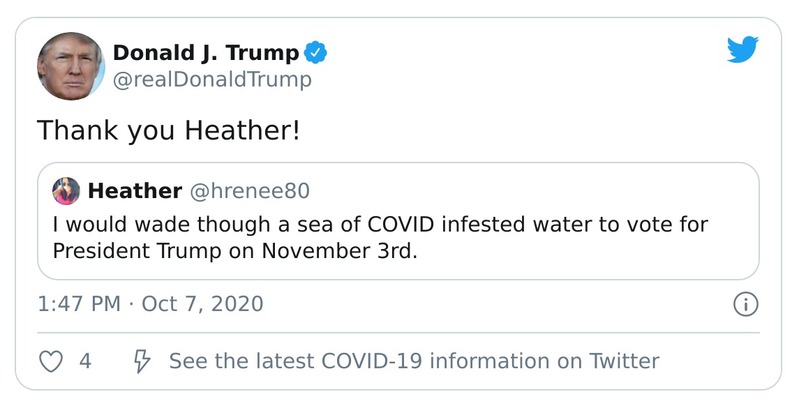 Donald J. Trump
@realDonaldTrump
Thank you Heather!
Heather @hrenee80
I would wade though a sea of COVID infested water to vote for
President Trump on November 3rd.
1:47 PM · Oct 7, 2020
4 See the latest COVID-19 information on Twitter